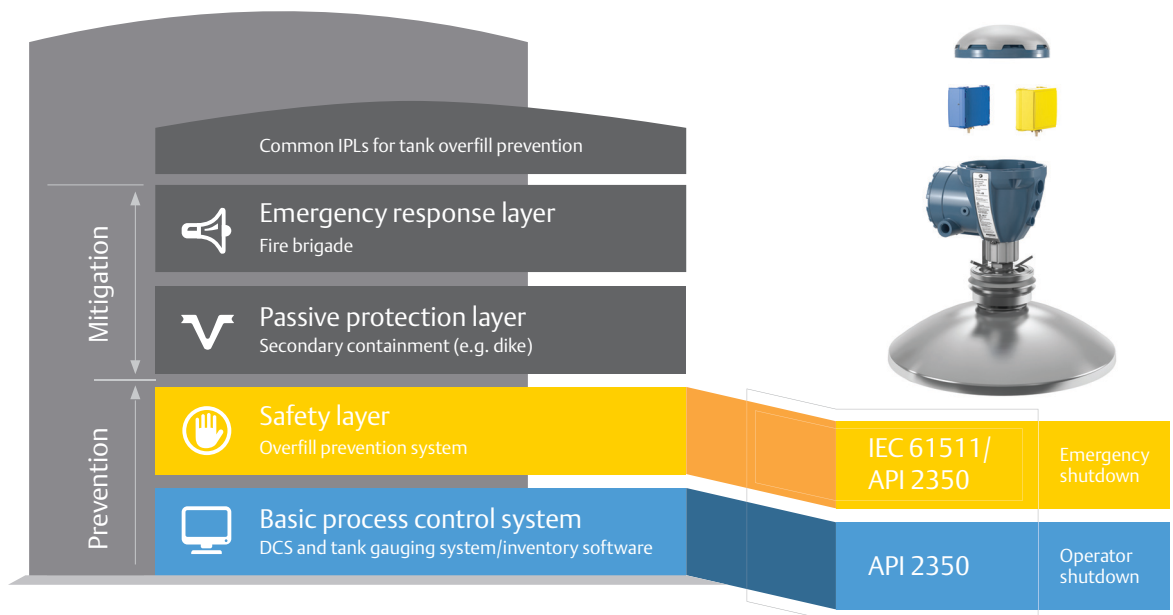 Common IPLs for tank overfill prevention
Mitigation
Emergency response layer
Fire brigade
Passive protection layer
Secondary containment (e.g. dike)
Prevention
Safety layer
Overfill prevention system
IEC 61511/
API 2350
Emergency
shutdown
Basic process control system
DCS and tank gauging system/inventory software
API 2350
Operator
shutdown